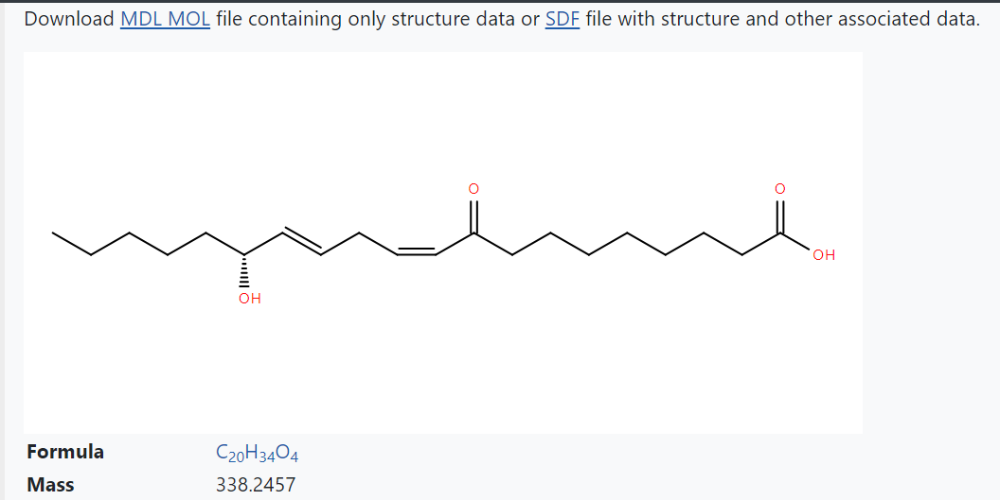 Download MDL MOL file containing only structure data or SDF file with structure and other associated data.
O O
OH
OH
Formula C20H34O4
Mass 338.2457